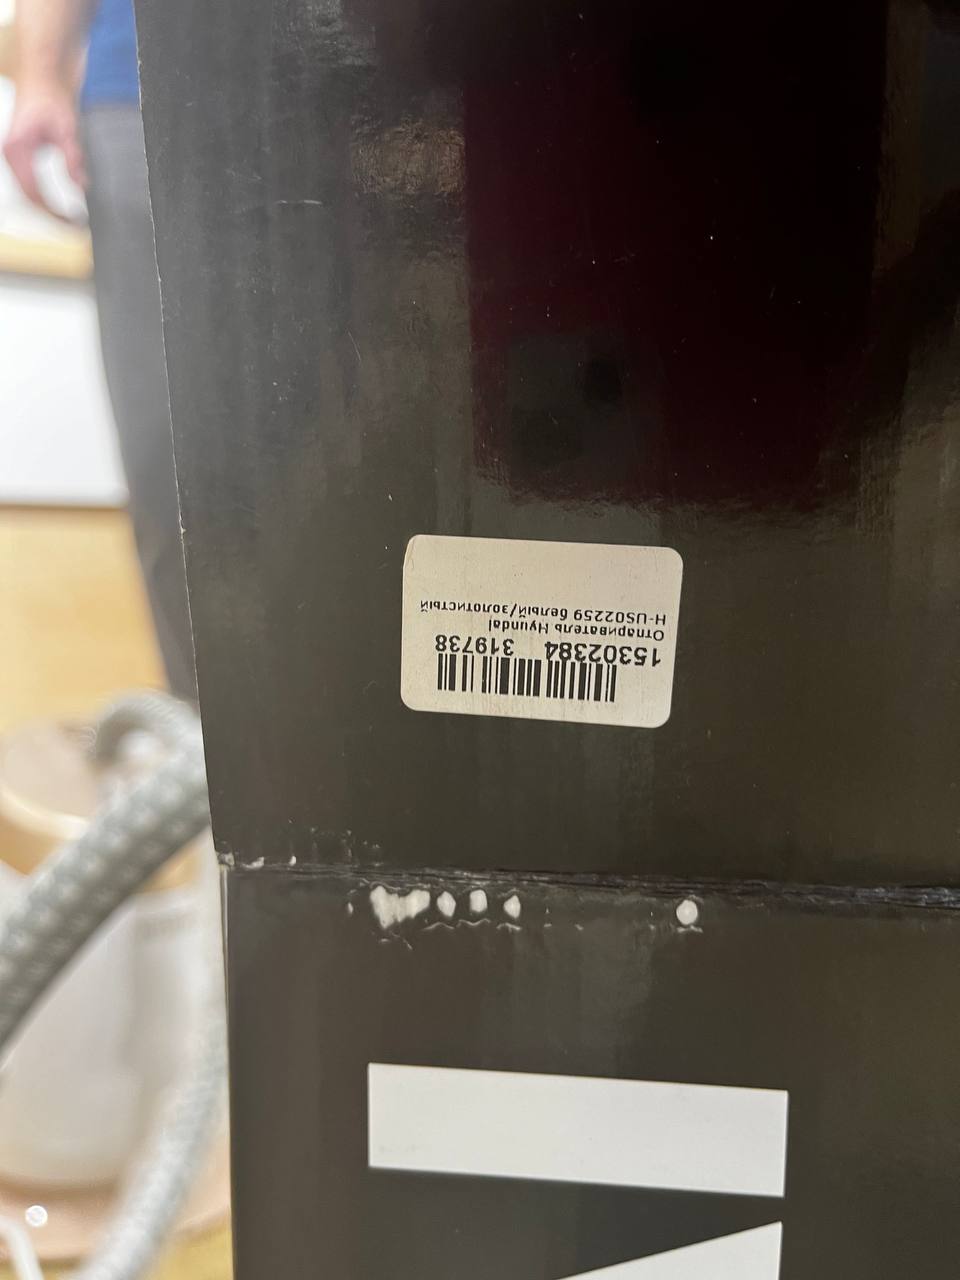 15302384 319738
Отпариватель Hyundai
H-US02259 белый/золотистый